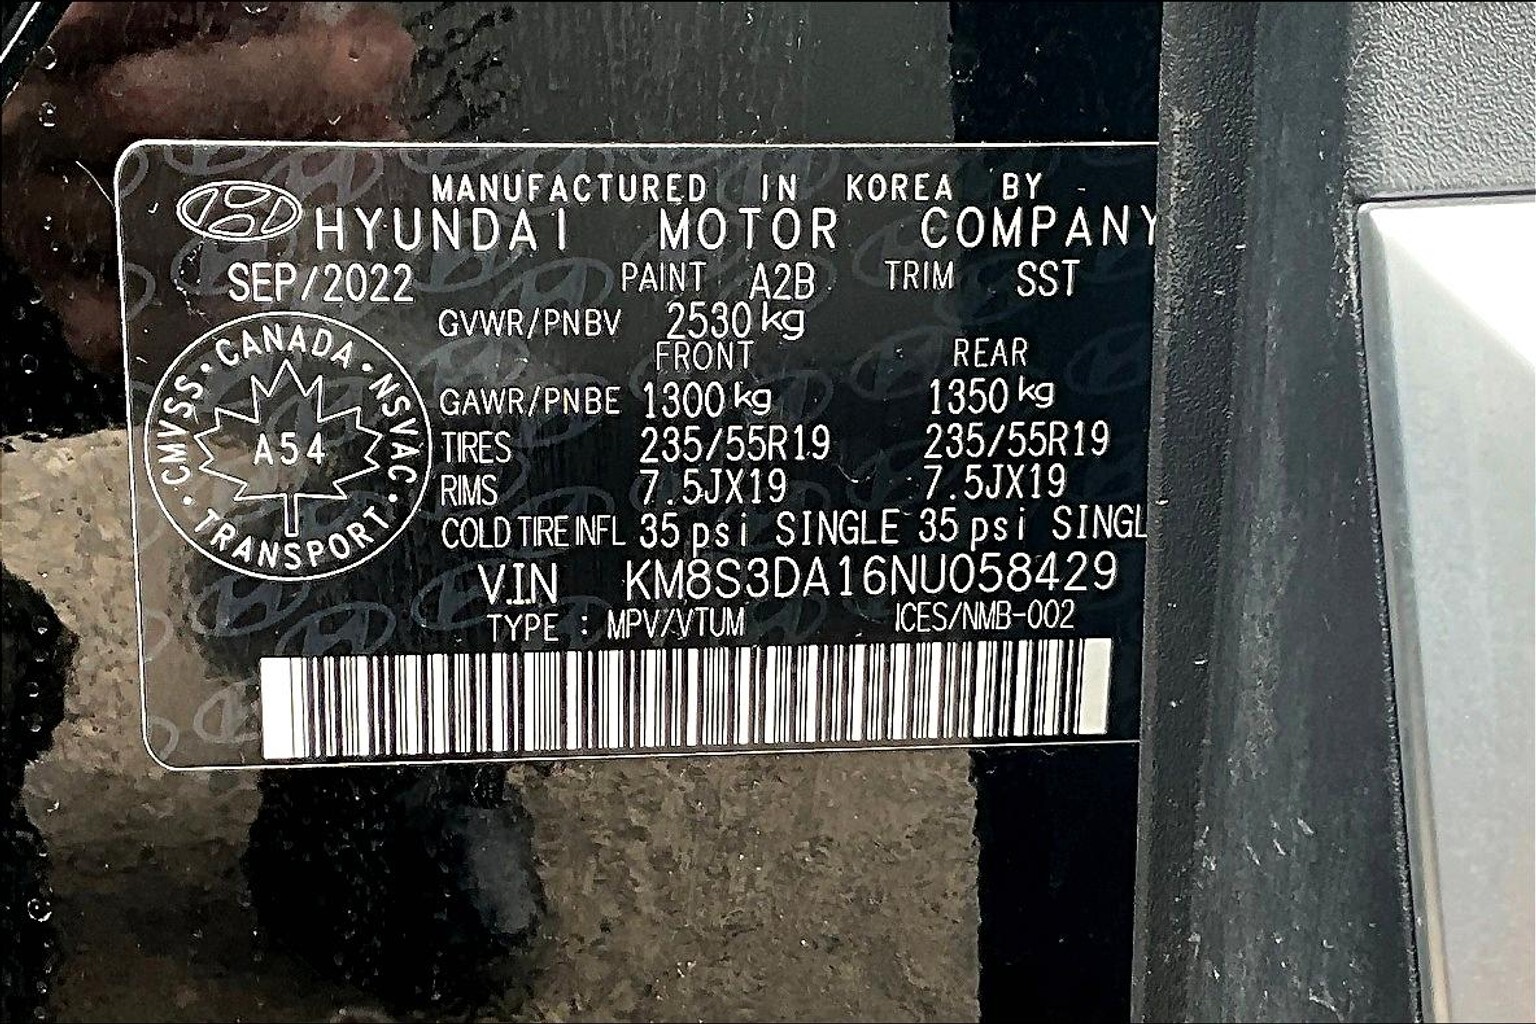 MANUFACTURED IN KOREA BY
HYUNDAI MOTOR COMPANY
SEP/2022 PAINT A2B TRIM SST
GVWR/PNBV 2530 kg
FRONT REAR
GAWR/PNBE 1300 kg 1350 kg
TIRES 235/55R19 235/55R19
RIMS 7.5JX19 7.5JX19
COLD TIRE INFL 35 psi SINGLE 35 psi SINGL
V.I.N KM8S3DA16NU058429
TYPE : MPV/VTUM ICES/NMB-002
CMVSS · CANADA · NSVAC · TRANSPORT ·
A54